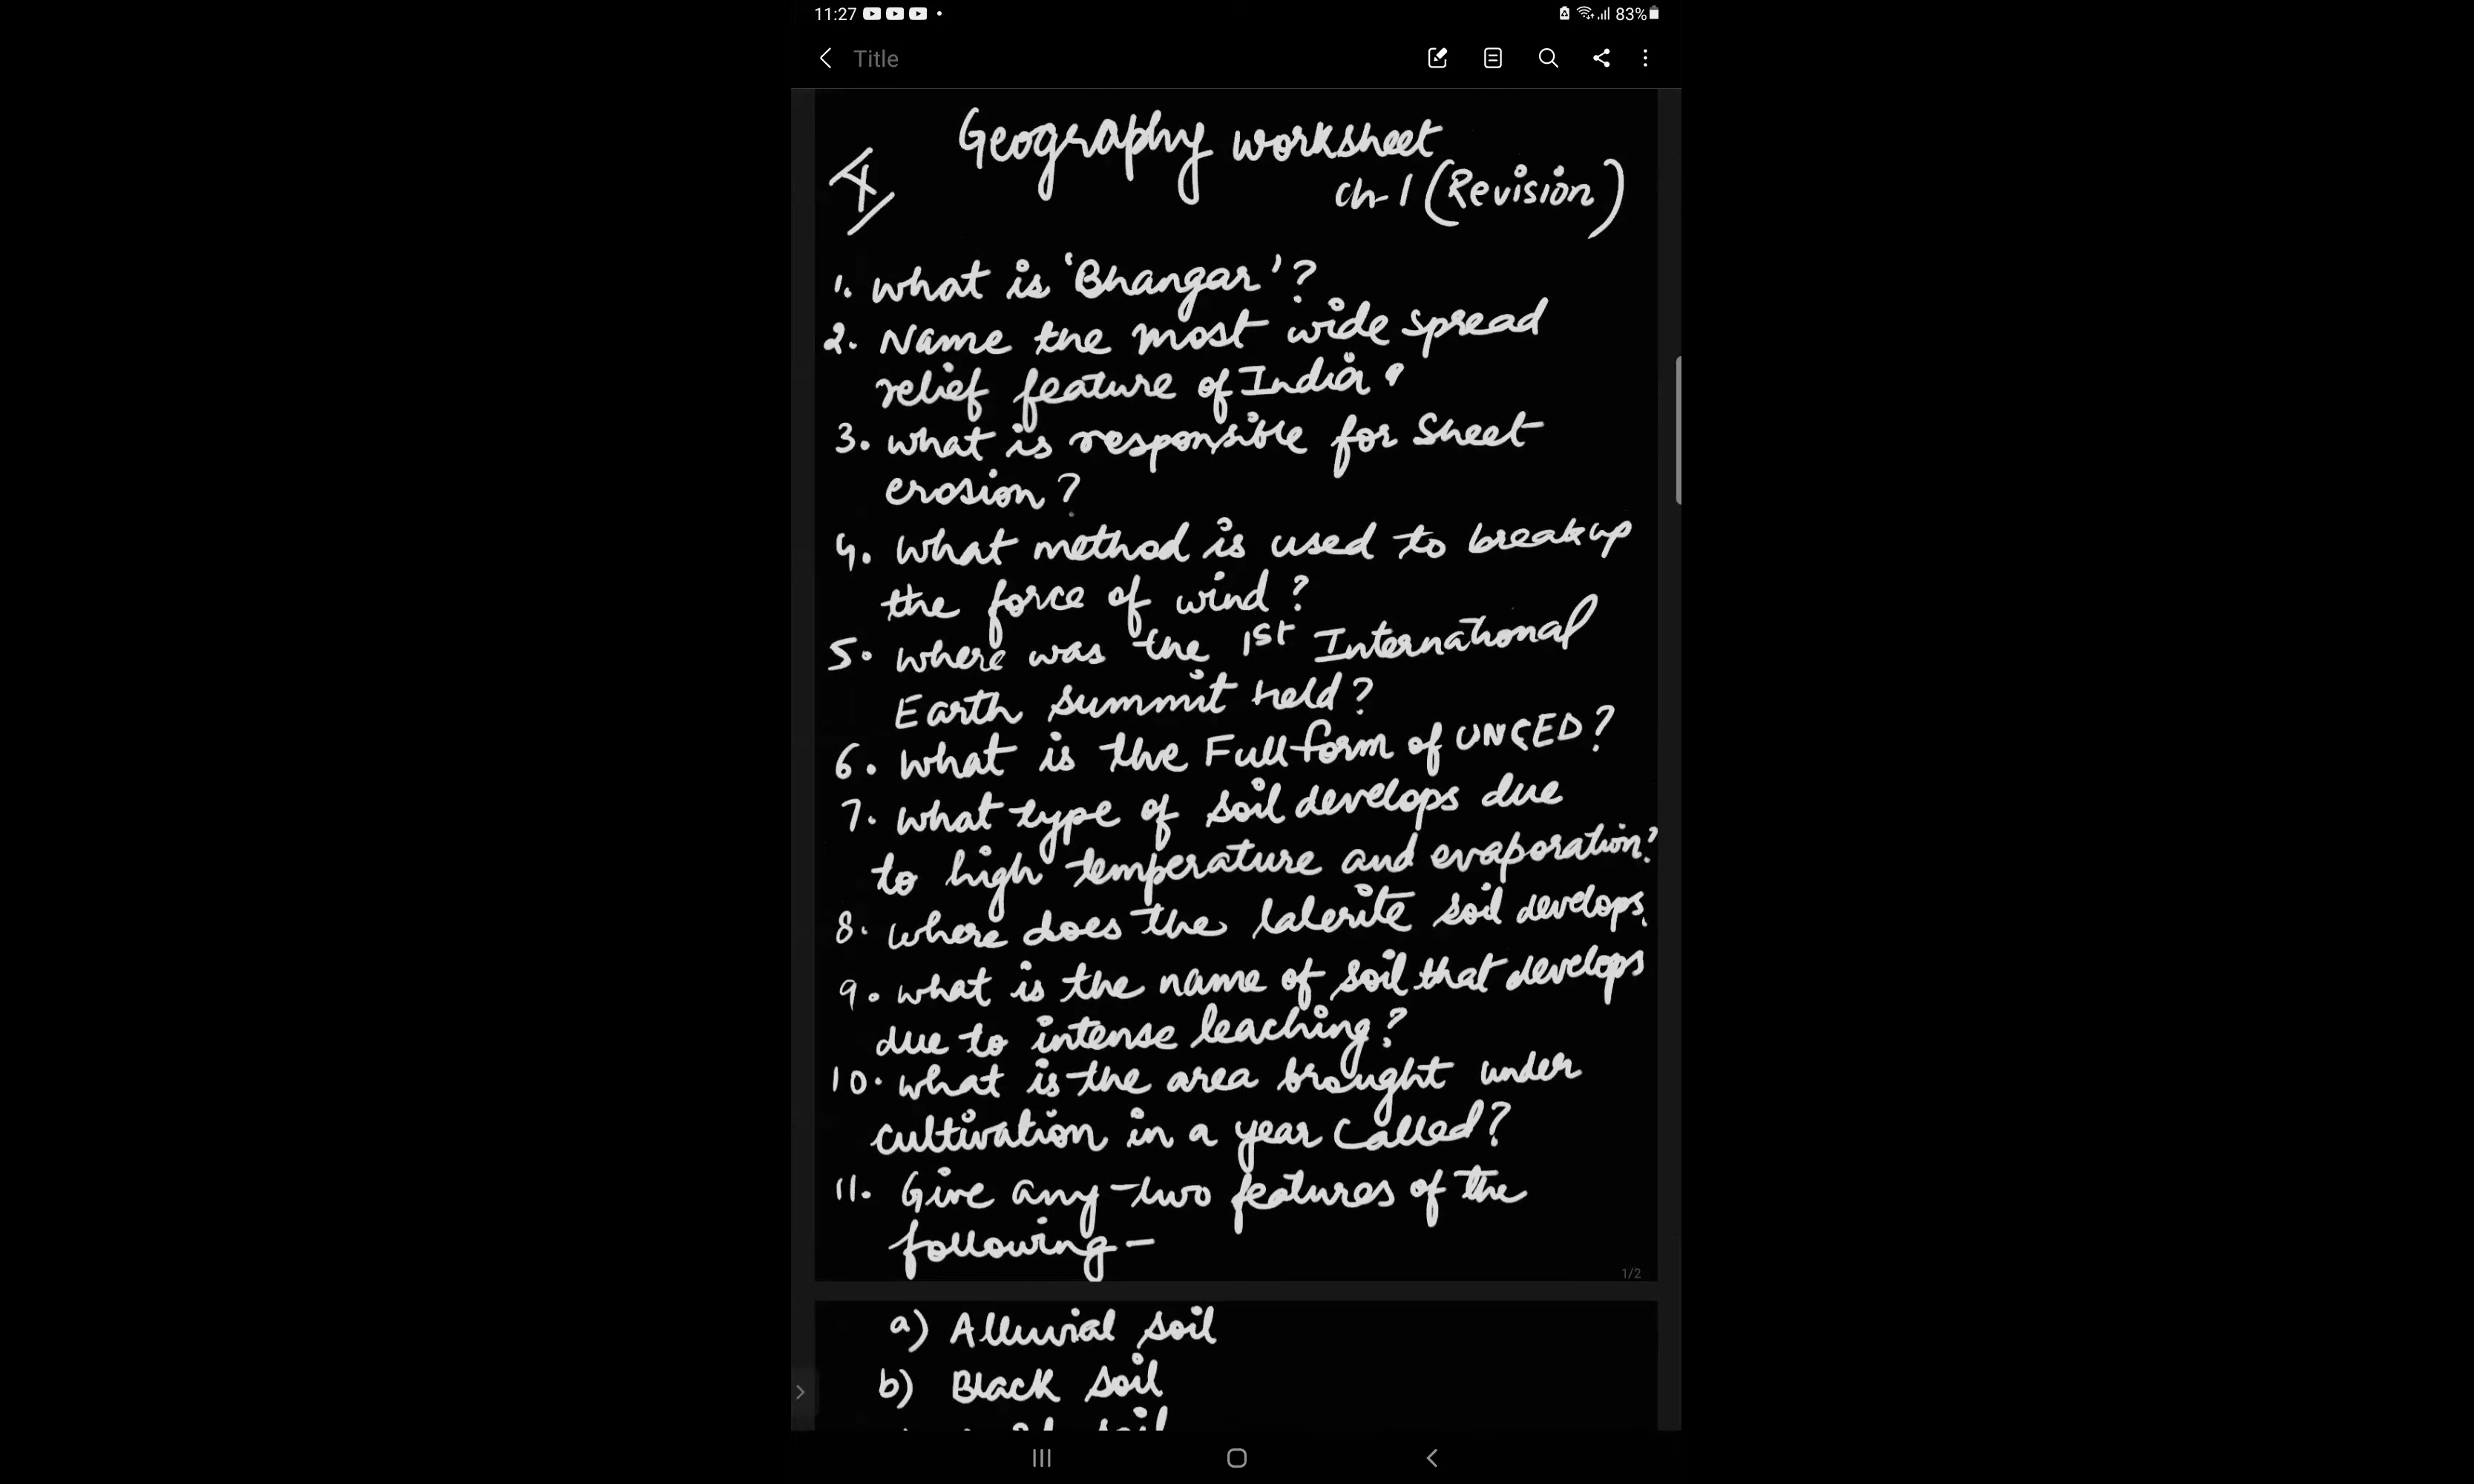 11:27
83%
Title
Geography worksheet
X
ch-1 (Revision)
1. What is 'Bhangar'?
2. Name the most wide spread
relief feature of India?
3. what is responsible for Sheet
erosion?
4. What method is used to breakup
the force of wind?
5. where was the 1st International
Earth summit held?
6. What is the Full form of UNCED?
7. What type of soil develops due
to high temperature and evaporation?
8. Where does the laterite soil develops.
9. what is the name of soil that develops
due to intense leaching?
10. what is the area brought under
cultivation in a year called?
11. Give any two features of the
following -
1/2
a) Alluvial soil
b) Black soil
soil